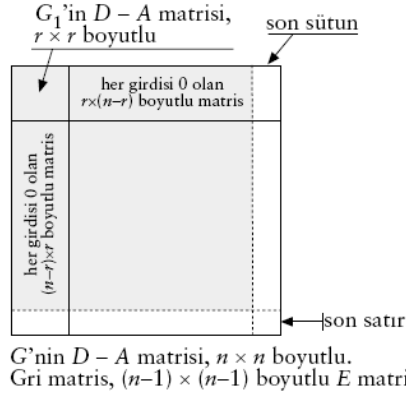 G₁'in D – A matrisi,
r × r boyutlu
son sütun
her girdisi 0 olan
r×(n–r) boyutlu matris
her girdisi 0 olan
(n–r)×r boyutlu matris
son satır
G'nin D – A matrisi, n × n boyutlu.
Gri matris, (n–1) × (n–1) boyutlu E matri